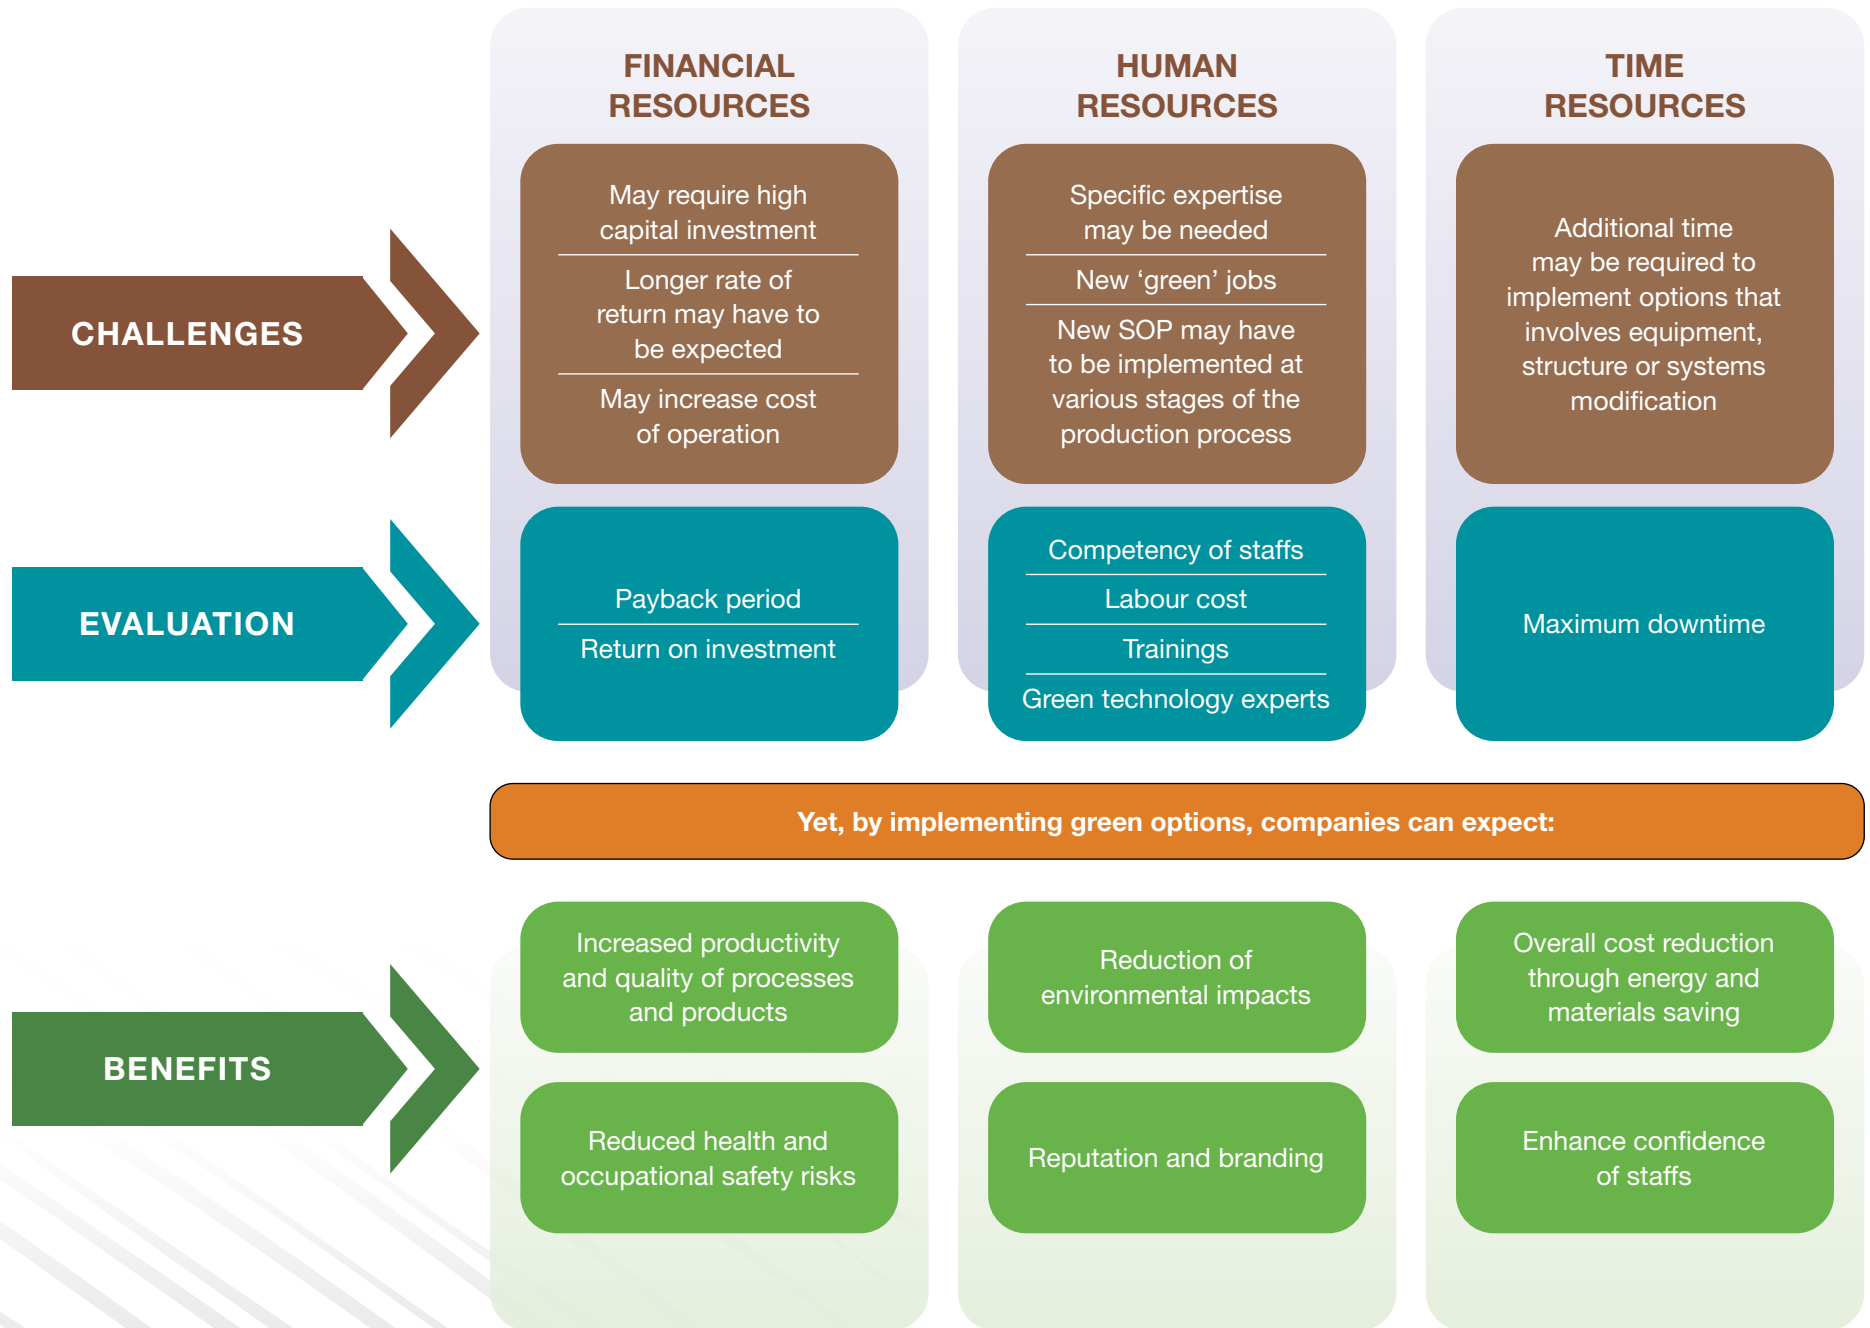 FINANCIAL
RESOURCES
HUMAN
RESOURCES
TIME
RESOURCES
CHALLENGES
May require high
capital investment
Longer rate of
return may have to
be expected
May increase cost
of operation
Specific expertise
may be needed
New ‘green’ jobs
New SOP may have
to be implemented at
various stages of the
production process
Additional time
may be required to
implement options that
involves equipment,
structure or systems
modification
EVALUATION
Payback period
Return on investment
Competency of staffs
Labour cost
Trainings
Green technology experts
Maximum downtime
Yet, by implementing green options, companies can expect:
BENEFITS
Increased productivity
and quality of processes
and products
Reduction of
environmental impacts
Overall cost reduction
through energy and
materials saving
Reduced health and
occupational safety risks
Reputation and branding
Enhance confidence
of staffs